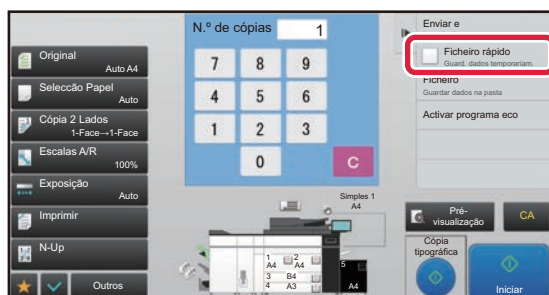 N.º de cópias
1
Original
Auto A4
Selecção Papel
Auto
Cópia 2 Lados
1-Face→1-Face
Escalas A/R
100%
Exposição
Auto
Imprimir
N-Up
Outros
7 8 9
4 5 6
1 2 3
0 C
Simples 1
A4
1 A4
2 A4
3 B4
4 A3
5
A4
Enviar e
Ficheiro rápido
Guard. dados temporariam.
Ficheiro
Guardar dados na pasta
Activar programa eco
Pré-
visualização
CA
Cópia
tipográfica
Iniciar